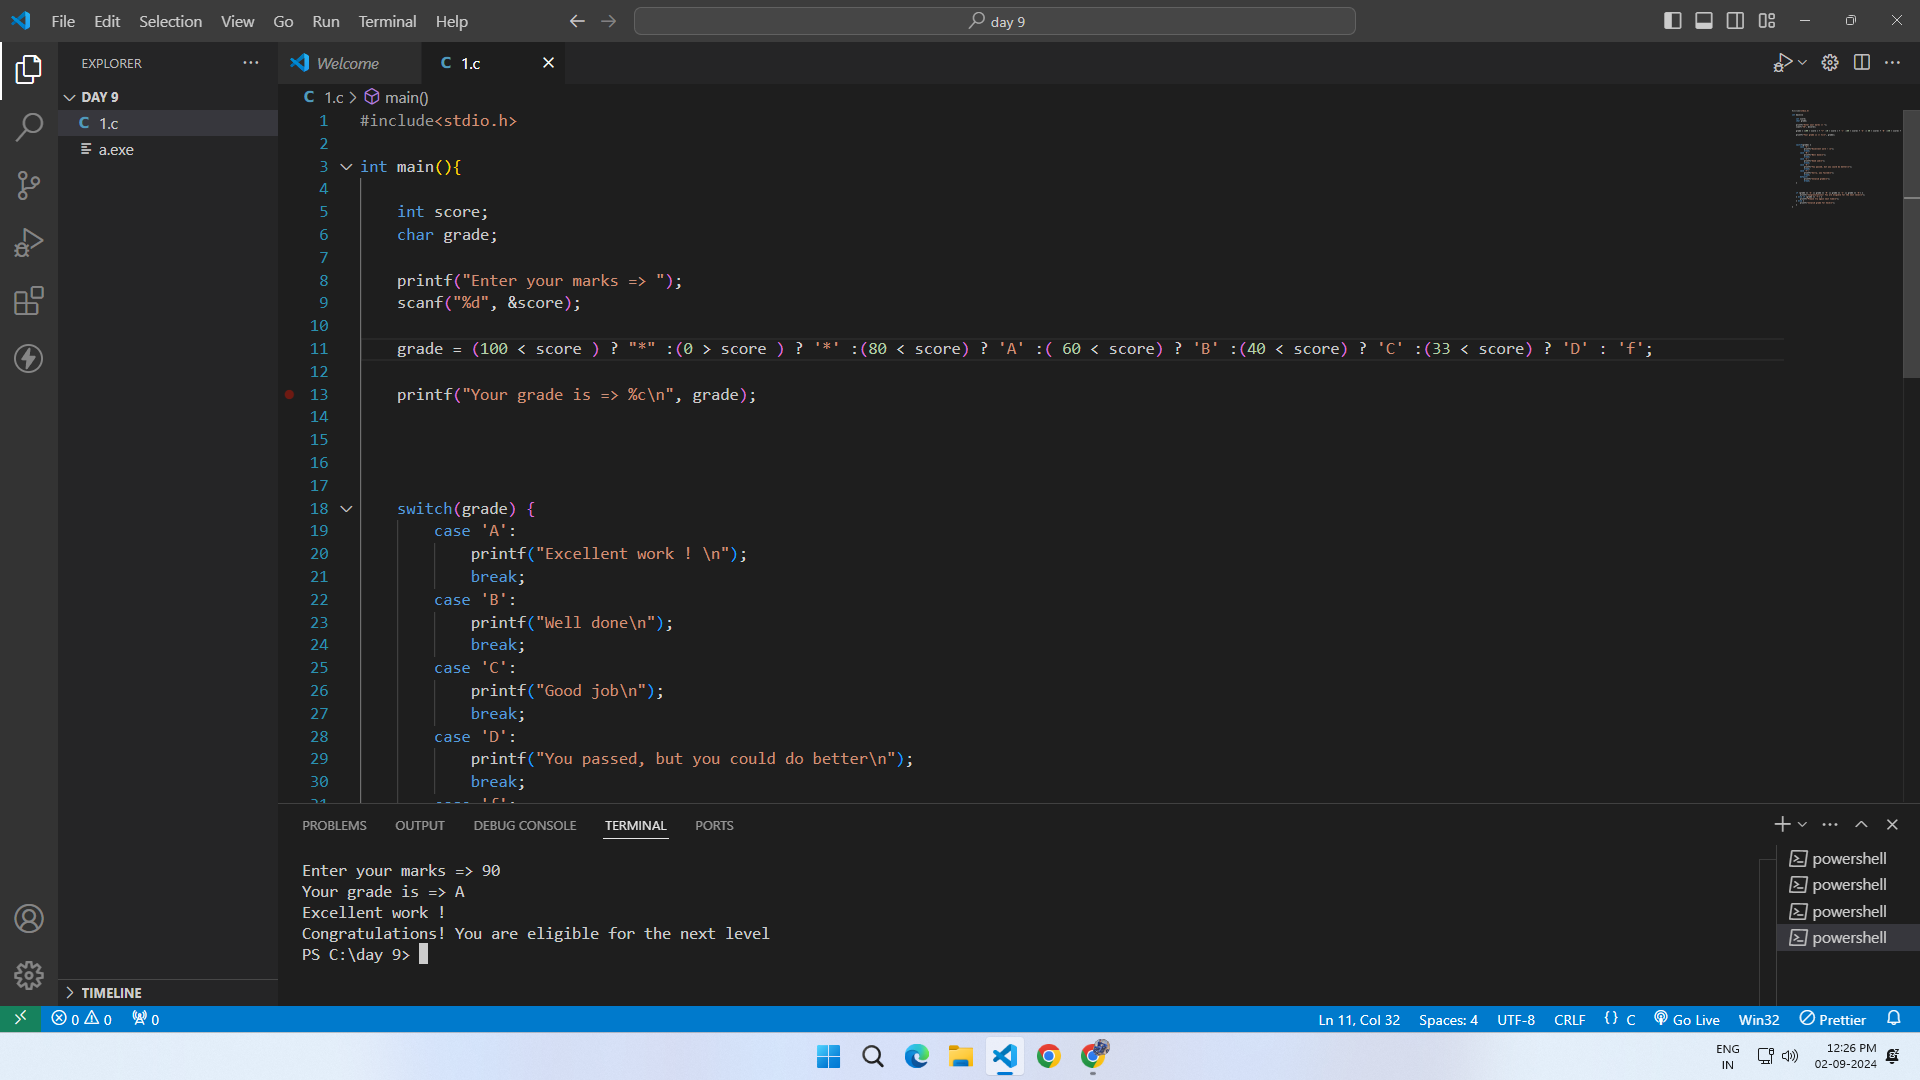 File Edit Selection View Go Run Terminal Help
day 9
EXPLORER
DAY 9
1.c
a.exe
TIMELINE
Welcome
C 1.c
C 1.c > main()
1 #include<stdio.h>
2
3 int main(){
4
5 int score;
6 char grade;
7
8 printf("Enter your marks => ");
9 scanf("%d", &score);
10
11 grade = (100 < score ) ? "*" :(0 > score ) ? '*' :(80 < score) ? 'A' :( 60 < score) ? 'B' :(40 < score) ? 'C' :(33 < score) ? 'D' : 'f';
12
13 printf("Your grade is => %c\n", grade);
14
15
16
17
18 switch(grade) {
19 case 'A':
20 printf("Excellent work ! \n");
21 break;
22 case 'B':
23 printf("Well done\n");
24 break;
25 case 'C':
26 printf("Good job\n");
27 break;
28 case 'D':
29 printf("You passed, but you could do better\n");
30 break;
31 case 'f':
PROBLEMS OUTPUT DEBUG CONSOLE TERMINAL PORTS
Enter your marks => 90
Your grade is => A
Excellent work !
Congratulations! You are eligible for the next level
PS C:\day 9>
powershell
powershell
powershell
powershell
0 0 0
Ln 11, Col 32 Spaces: 4 UTF-8 CRLF {} C Go Live Win32 Prettier
ENG
IN
12:26 PM
02-09-2024